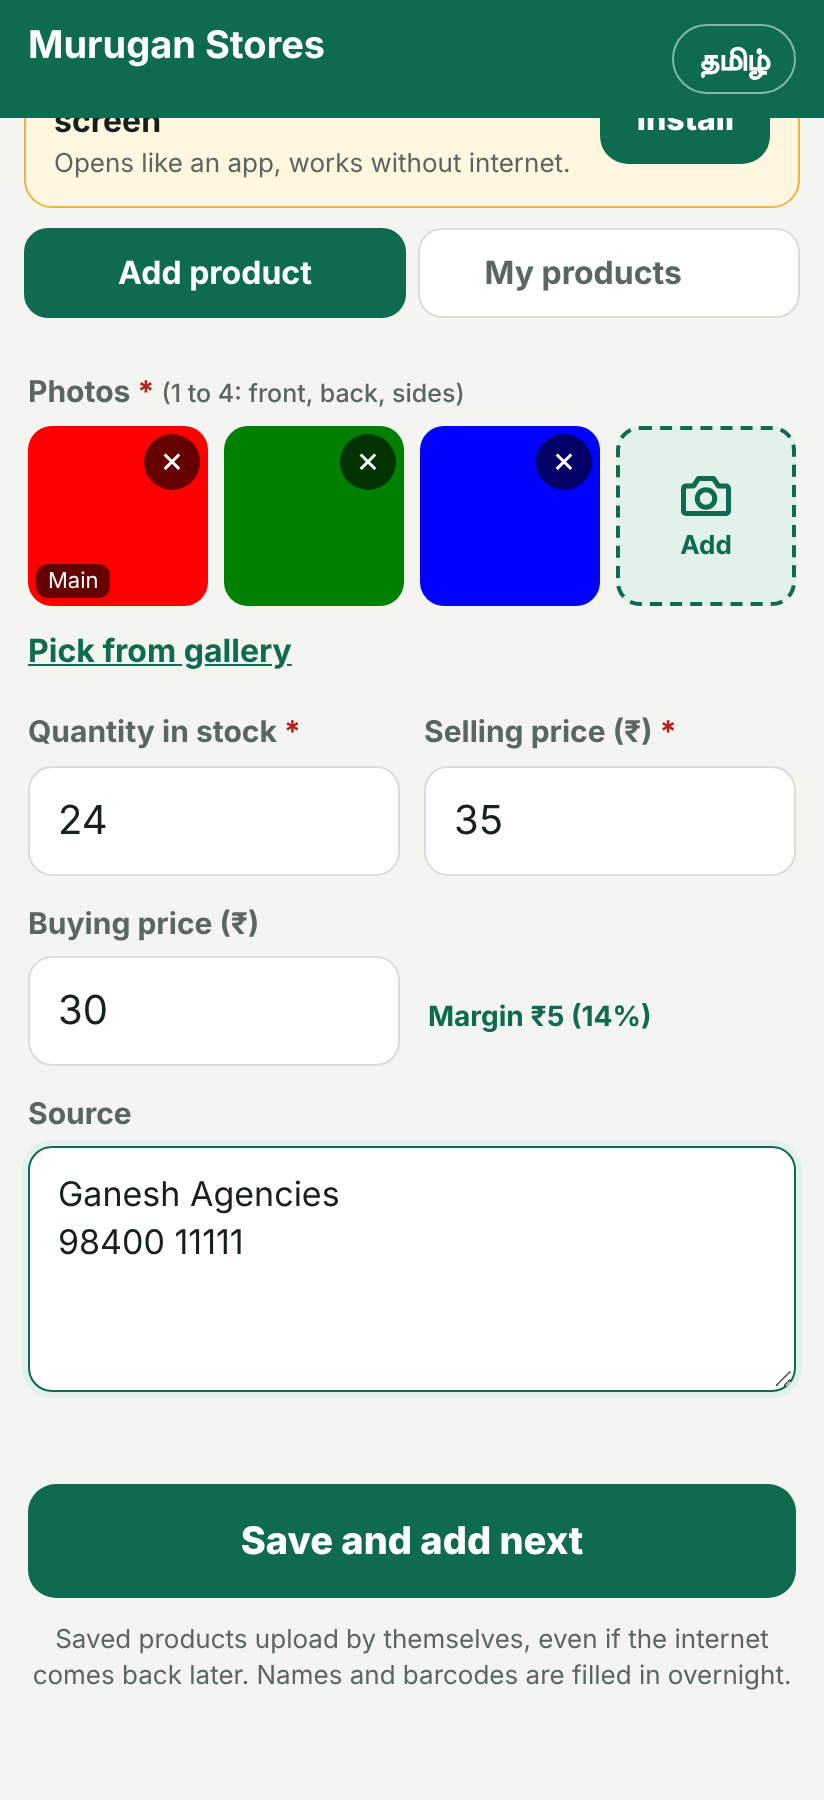 Murugan Stores
தமிழ்
screen
Install
Opens like an app, works without internet.
Add product
My products
Photos * (1 to 4: front, back, sides)
Main
Add
Pick from gallery
Quantity in stock *
Selling price (₹) *
24
35
Buying price (₹)
30
Margin ₹5 (14%)
Source
Ganesh Agencies
98400 11111
Save and add next
Saved products upload by themselves, even if the internet
comes back later. Names and barcodes are filled in overnight.